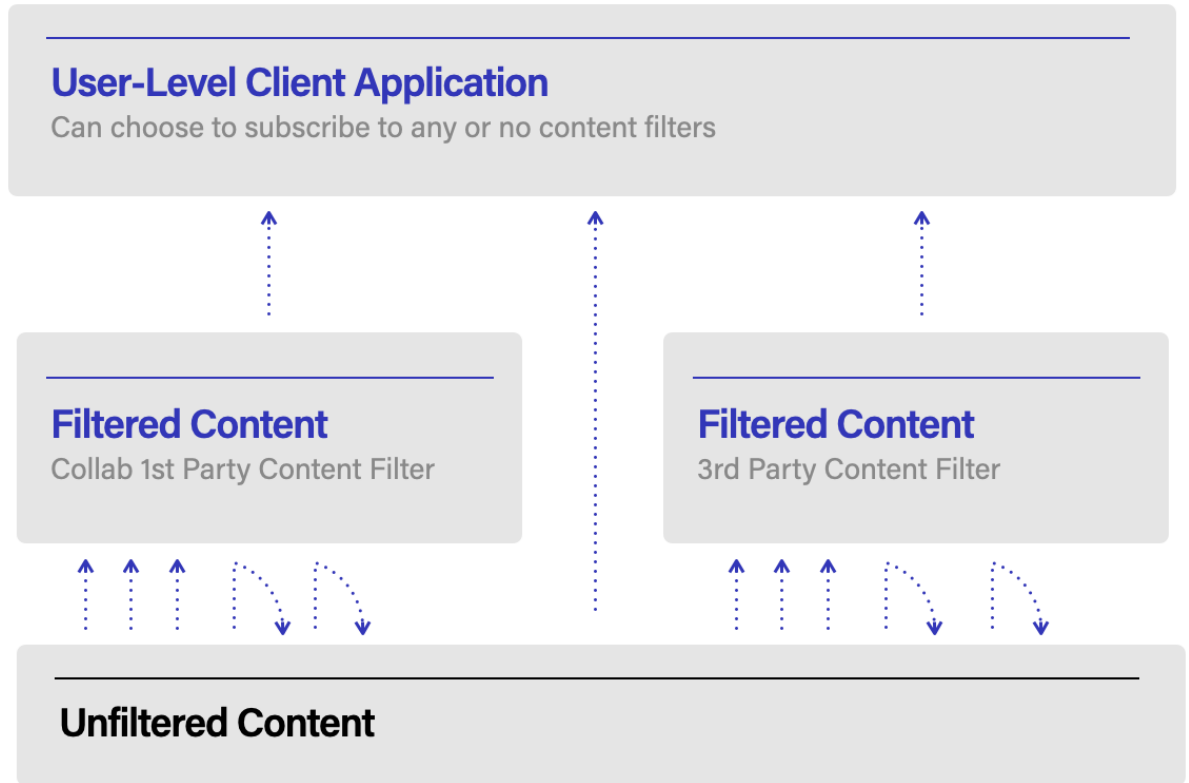 User-Level Client Application
Can choose to subscribe to any or no content filters
Filtered Content
Collab 1st Party Content Filter
Filtered Content
3rd Party Content Filter
Unfiltered Content